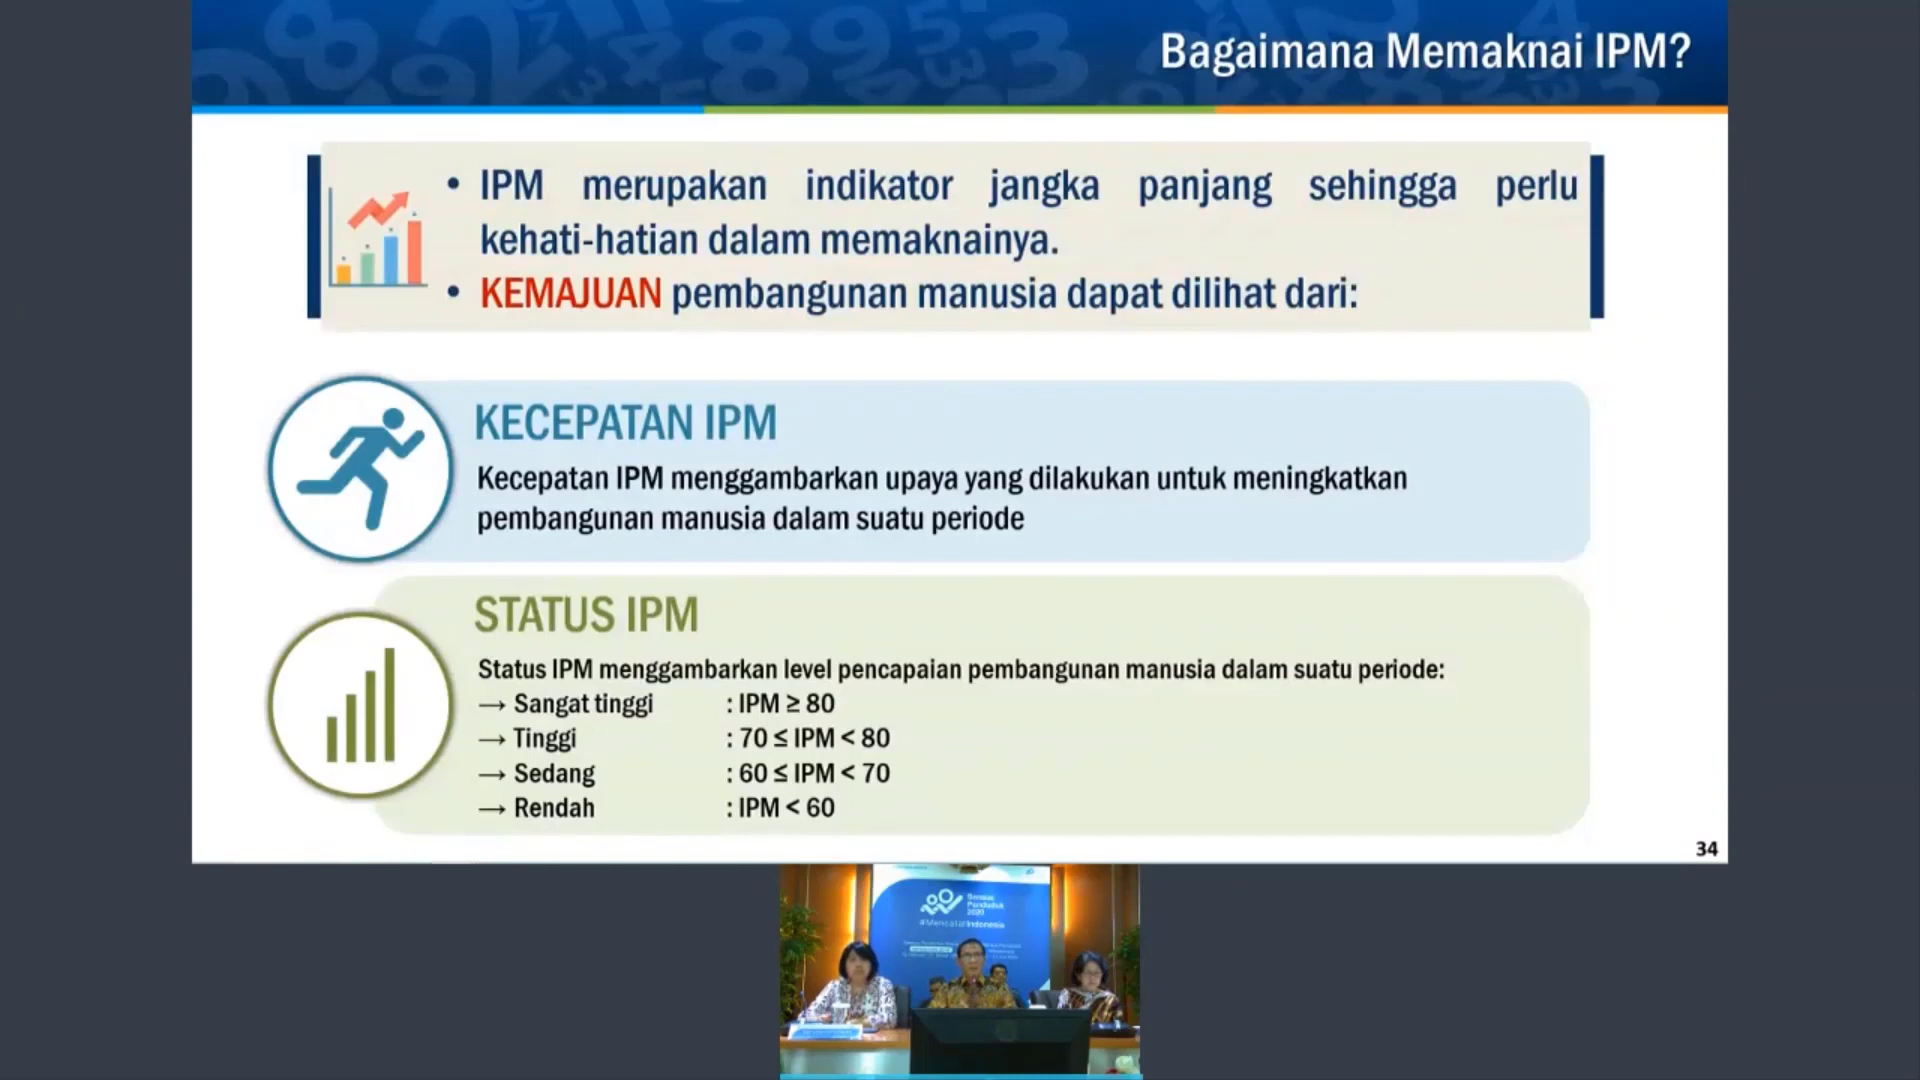 Bagaimana Memaknai IPM?
• IPM merupakan indikator jangka panjang sehingga perlu
kehati-hatian dalam memaknainya.
• KEMAJUAN pembangunan manusia dapat dilihat dari:
KECEPATAN IPM
Kecepatan IPM menggambarkan upaya yang dilakukan untuk meningkatkan
pembangunan manusia dalam suatu periode
STATUS IPM
Status IPM menggambarkan level pencapaian pembangunan manusia dalam suatu periode:
→ Sangat tinggi : IPM ≥ 80
→ Tinggi : 70 ≤ IPM < 80
→ Sedang : 60 ≤ IPM < 70
→ Rendah : IPM < 60
34
Sensus
Penduduk
2020
#MencatatIndonesia